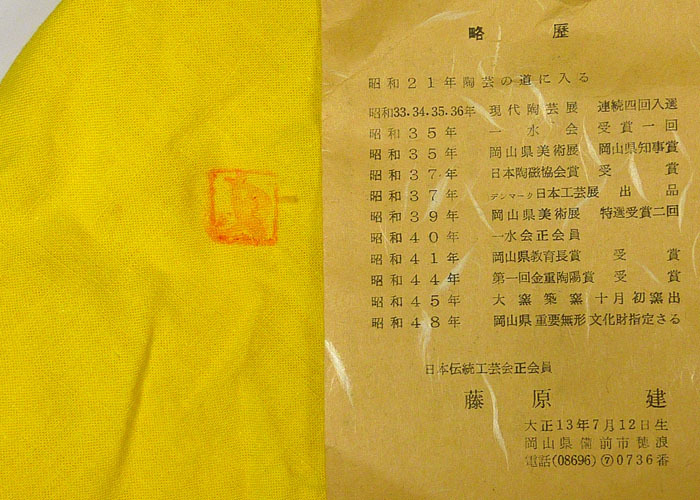 略歴
昭和21年陶芸の道に入る
昭和33.34.35.36年 現代陶芸展 連続四回入選
昭和35年 一水会 受賞一回
昭和35年 岡山県美術展 岡山県知事賞
昭和37年 日本陶磁協会賞 受賞
昭和37年 デンマーク日本工芸展 出品
昭和39年 岡山県美術展 特選受賞二回
昭和40年 一水会正会員
昭和41年 岡山県教育長賞 受賞
昭和44年 第一回金重陶陽賞 受賞
昭和45年 大窯築窯 十月初窯出
昭和48年 岡山県重要無形文化財指定さる
日本伝統工芸会正会員
藤原建
大正13年7月12日生
岡山県備前市穂浪
電話(08696)⑦0736番